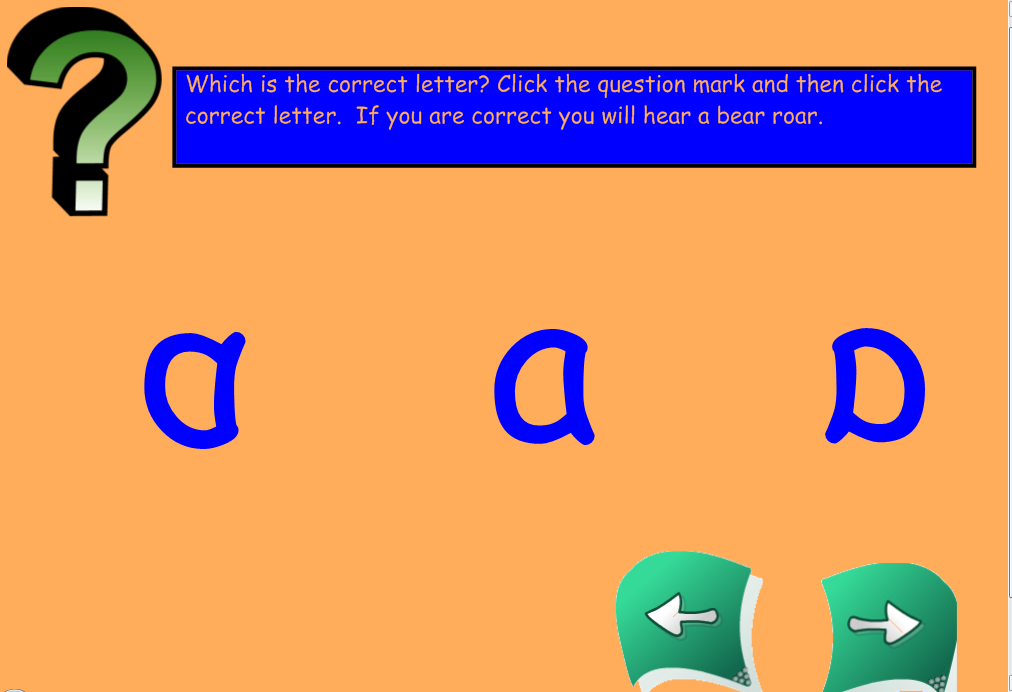 ?
Which is the correct letter? Click the question mark and then click the
correct letter.  If you are correct you will hear a bear roar.
a a a